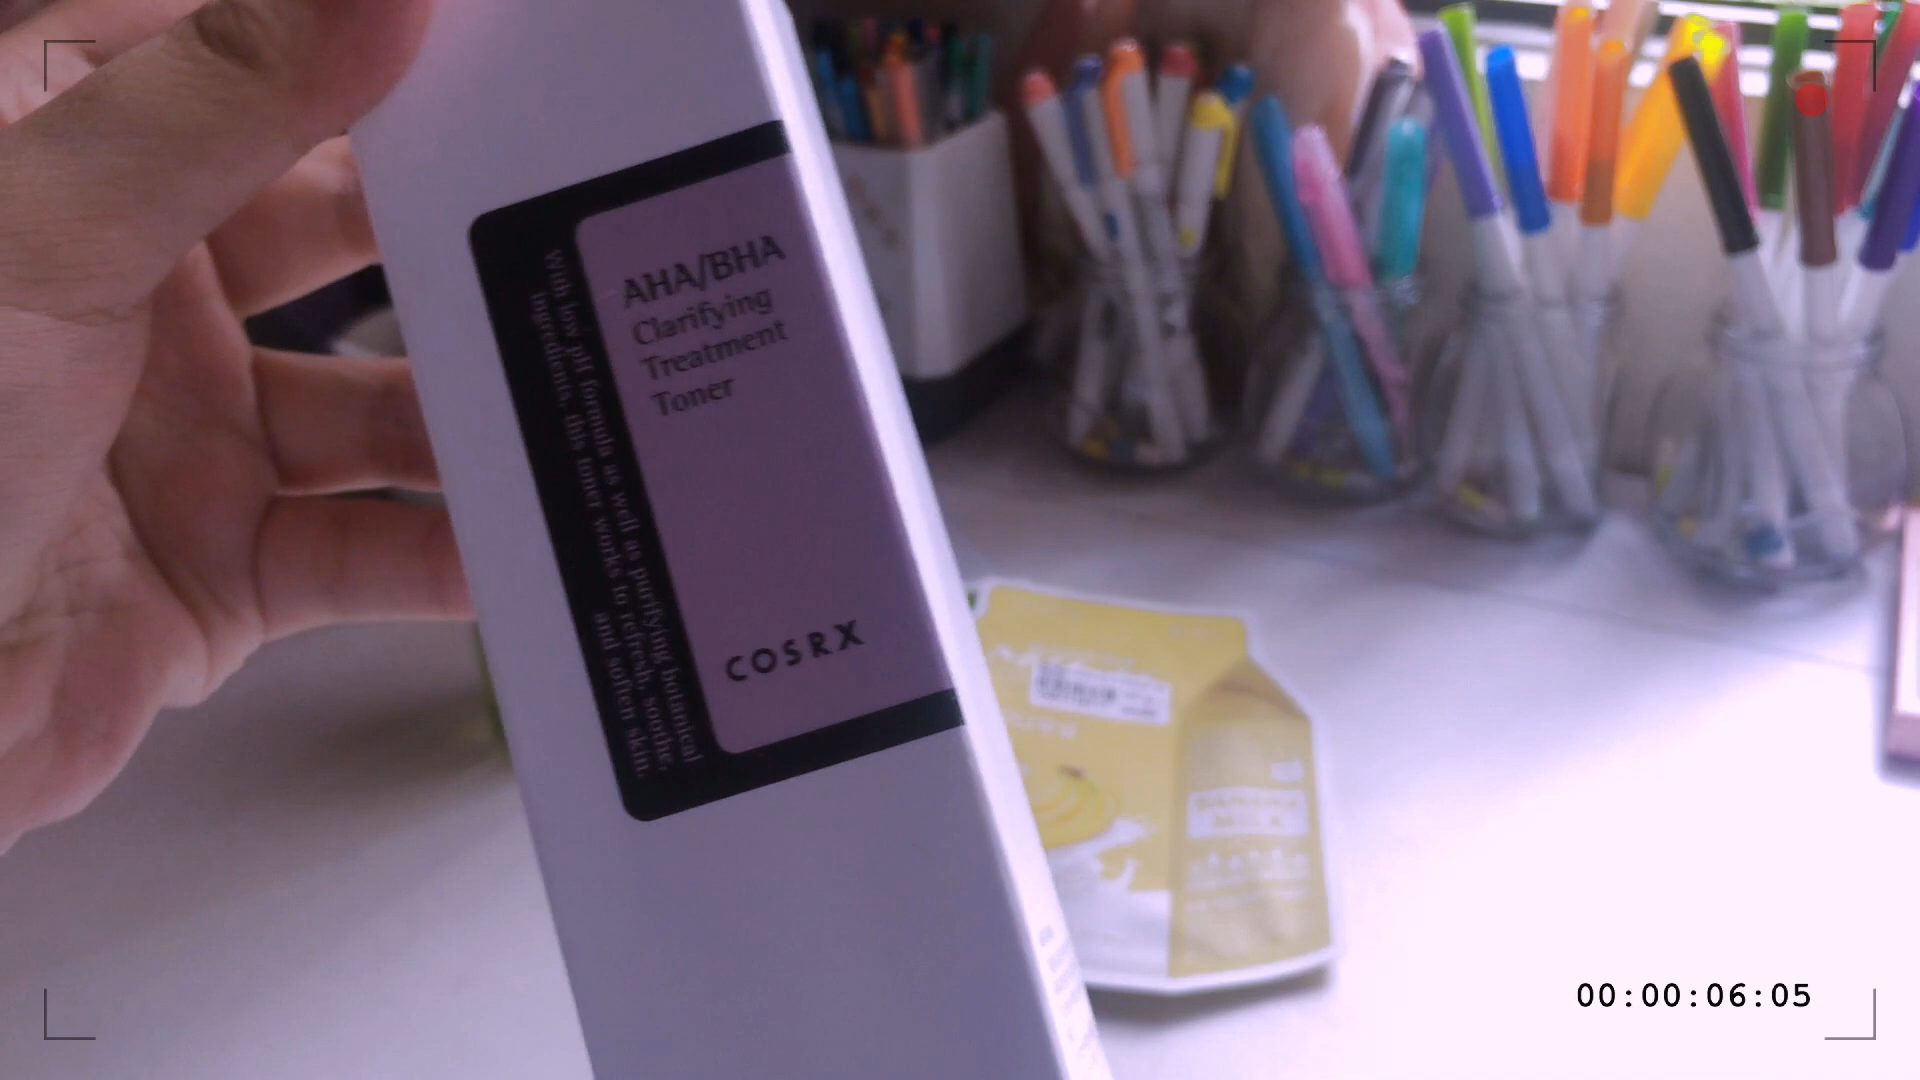 AHA/BHA
Clarifying
Treatment
Toner
COSRX
With low pH formula as well as purifying botanical
ingredients, this toner works to refresh, soothe,
and soften skin.
BANANA
MILK
00:00:06:05